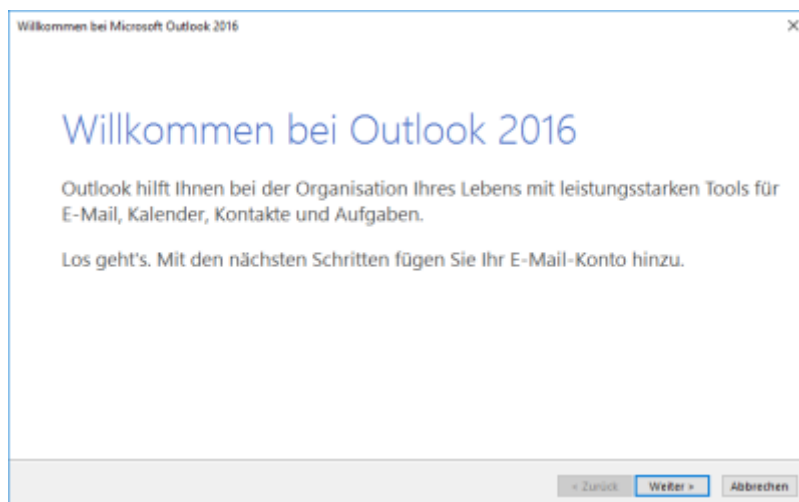 Willkommen bei Microsoft Outlook 2016
Willkommen bei Outlook 2016
Outlook hilft Ihnen bei der Organisation Ihres Lebens mit leistungsstarken Tools für
E-Mail, Kalender, Kontakte und Aufgaben.
Los geht's. Mit den nächsten Schritten fügen Sie Ihr E-Mail-Konto hinzu.
< Zurück Weiter > Abbrechen